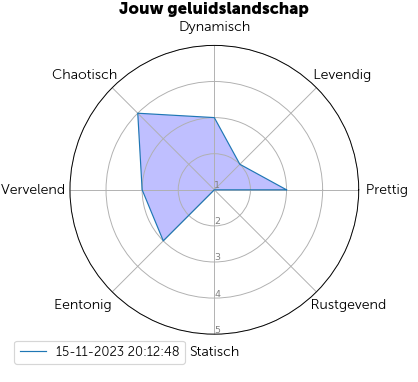 Jouw geluidslandschap
Dynamisch
Chaotisch
Levendig
Vervelend
1
Prettig
2
3
4
Eentonig
Rustgevend
5
15-11-2023 20:12:48
Statisch